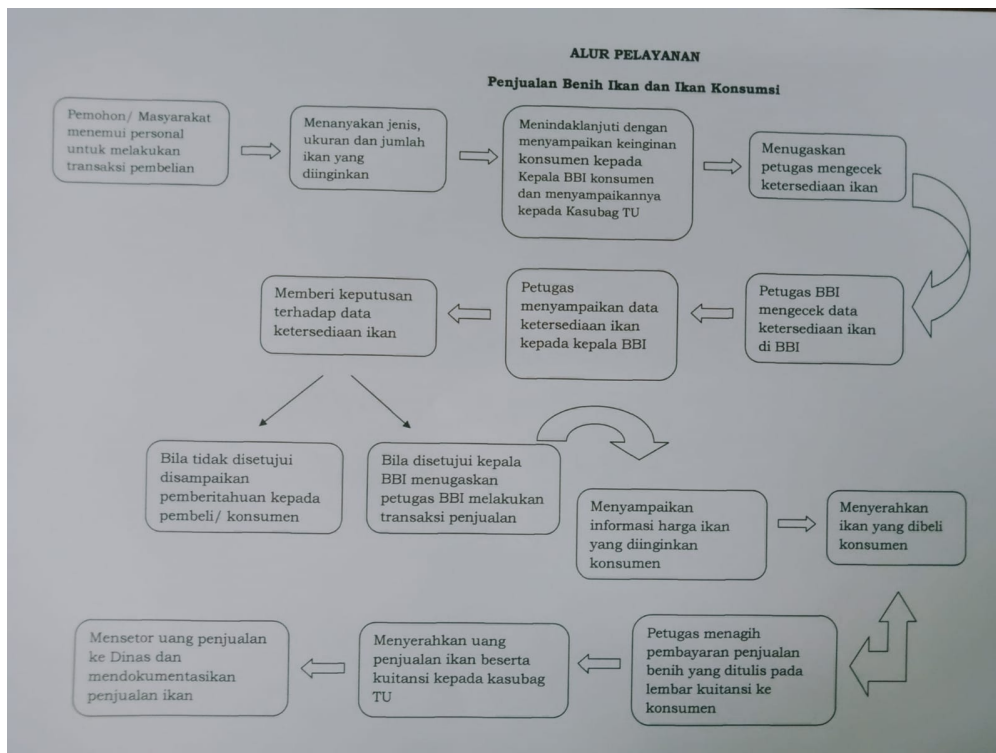 ALUR PELAYANAN
Penjualan Benih Ikan dan Ikan Konsumsi
Pemohon/ Masyarakat
menemui personal
untuk melakukan
transaksi pembelian
Menanyakan jenis,
ukuran dan jumlah
ikan yang
diinginkan
Menindaklanjuti dengan
menyampaikan keinginan
konsumen kepada
Kepala BBI konsumen
dan menyampaikannya
kepada Kasubag TU
Menugaskan
petugas mengecek
ketersediaan ikan
Petugas BBI
mengecek data
ketersediaan ikan
di BBI
Petugas
menyampaikan data
ketersediaan ikan
kepada kepala BBI
Memberi keputusan
terhadap data
ketersediaan ikan
Bila tidak disetujui
disampaikan
pemberitahuan kepada
pembeli/ konsumen
Bila disetujui kepala
BBI menugaskan
petugas BBI melakukan
transaksi penjualan
Menyampaikan
informasi harga ikan
yang diinginkan
konsumen
Menyerahkan
ikan yang dibeli
konsumen
Petugas menagih
pembayaran penjualan
benih yang ditulis pada
lembar kuitansi ke
konsumen
Menyerahkan uang
penjualan ikan beserta
kuitansi kepada kasubag
TU
Mensetor uang penjualan
ke Dinas dan
mendokumentasikan
penjualan ikan